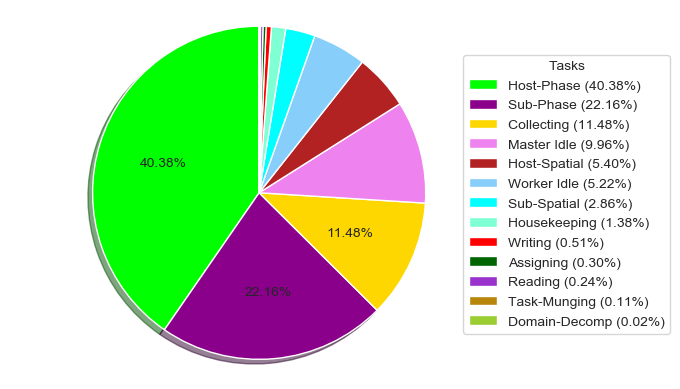 40.38%
22.16%
11.48%
Tasks
Host-Phase (40.38%)
Sub-Phase (22.16%)
Collecting (11.48%)
Master Idle (9.96%)
Host-Spatial (5.40%)
Worker Idle (5.22%)
Sub-Spatial (2.86%)
Housekeeping (1.38%)
Writing (0.51%)
Assigning (0.30%)
Reading (0.24%)
Task-Munging (0.11%)
Domain-Decomp (0.02%)